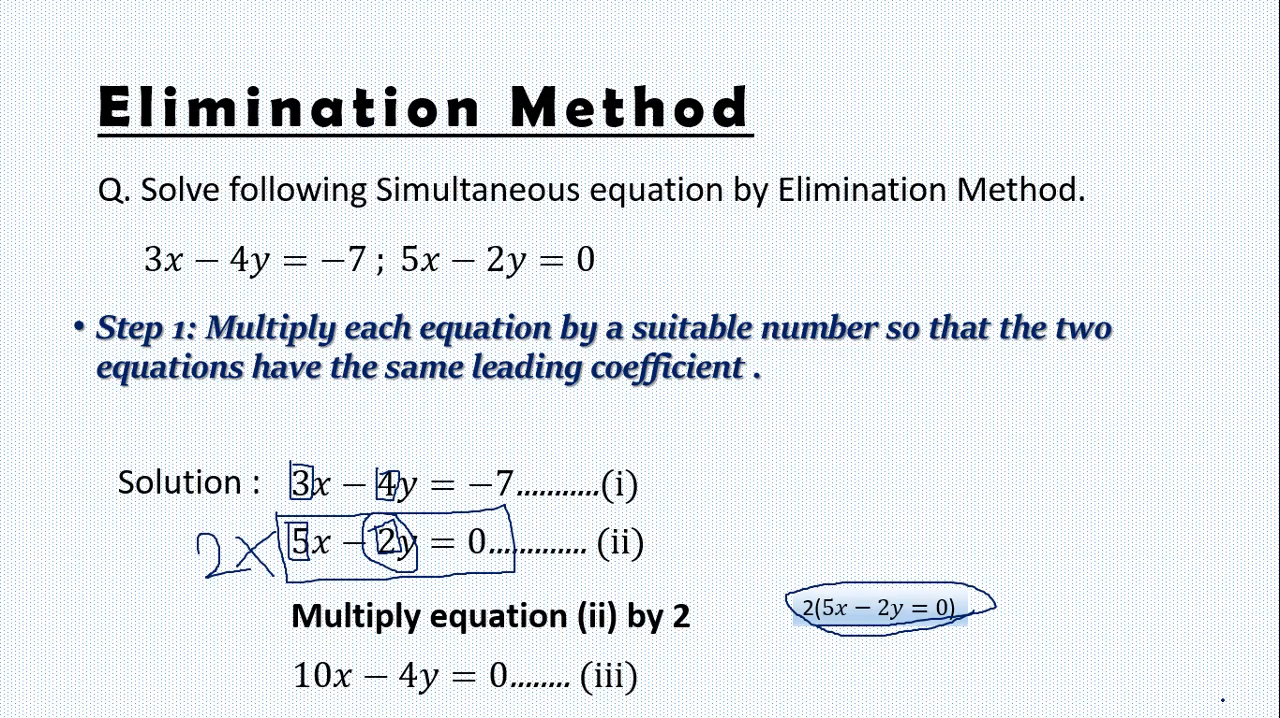 Elimination Method
Q. Solve following Simultaneous equation by Elimination Method.
3x − 4y = −7 ; 5x − 2y = 0
• Step 1: Multiply each equation by a suitable number so that the two
equations have the same leading coefficient .
Solution : 3x − 4y = −7...........(i)
2X 5x − 2y = 0............. (ii)
Multiply equation (ii) by 2
2(5x − 2y = 0)
10x − 4y = 0........ (iii)